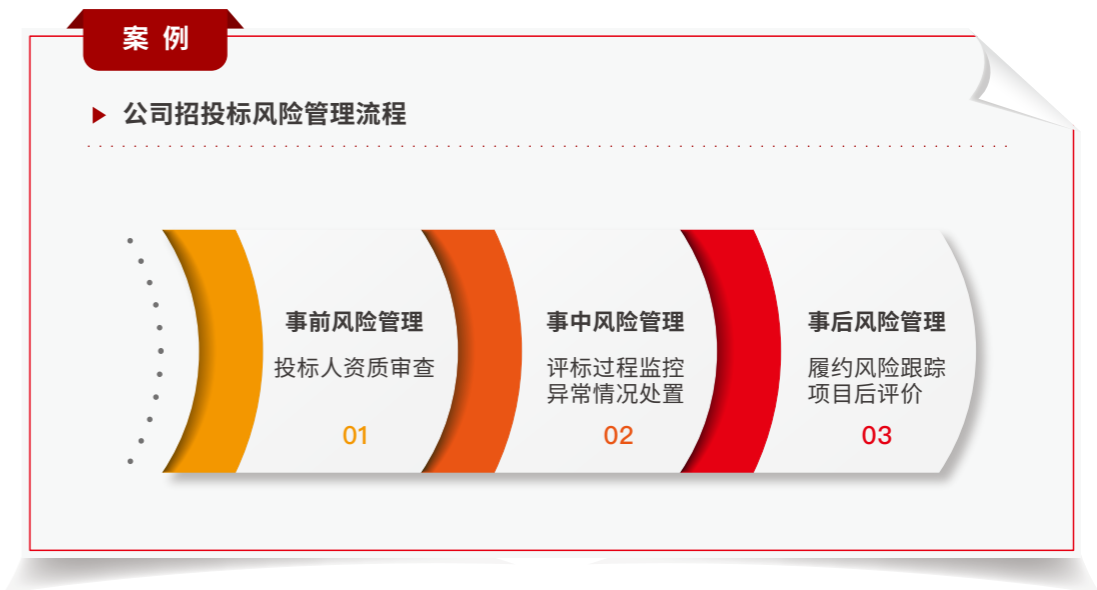 案 例
公司招投标风险管理流程
事前风险管理
投标人资质审查
01
事中风险管理
评标过程监控
异常情况处置
02
事后风险管理
履约风险跟踪
项目后评价
03